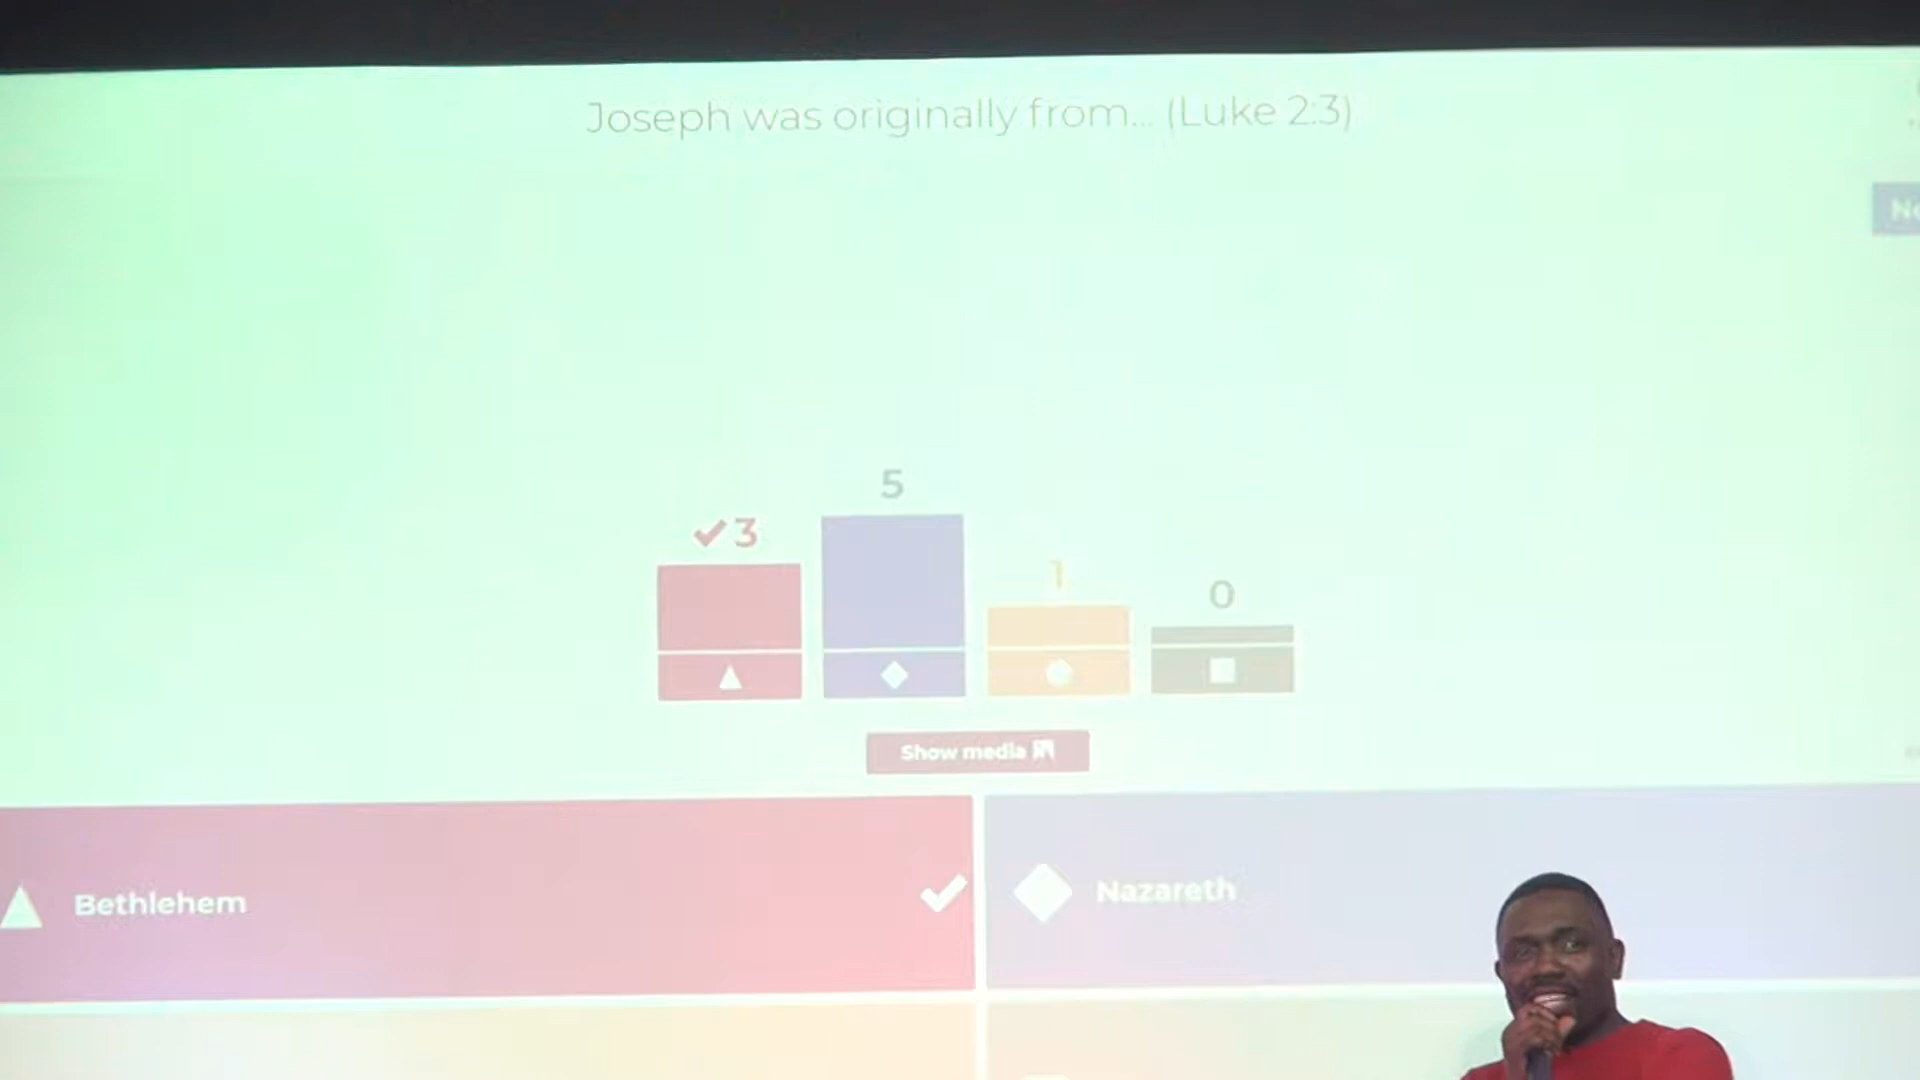 Joseph was originally from... (Luke 2:3)
5
3
1
0
Show media
Bethlehem
Nazareth